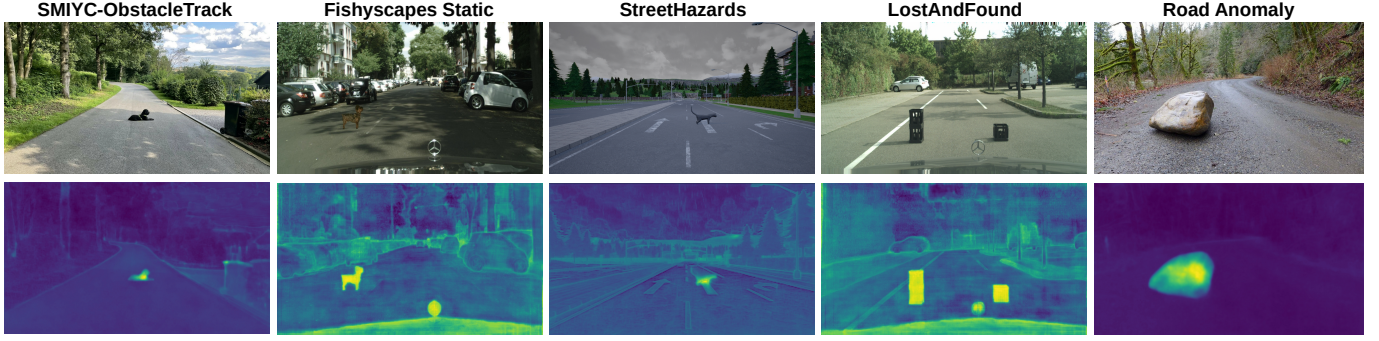 SMIYC-ObstacleTrack
Fishyscapes Static
StreetHazards
LostAndFound
Road Anomaly